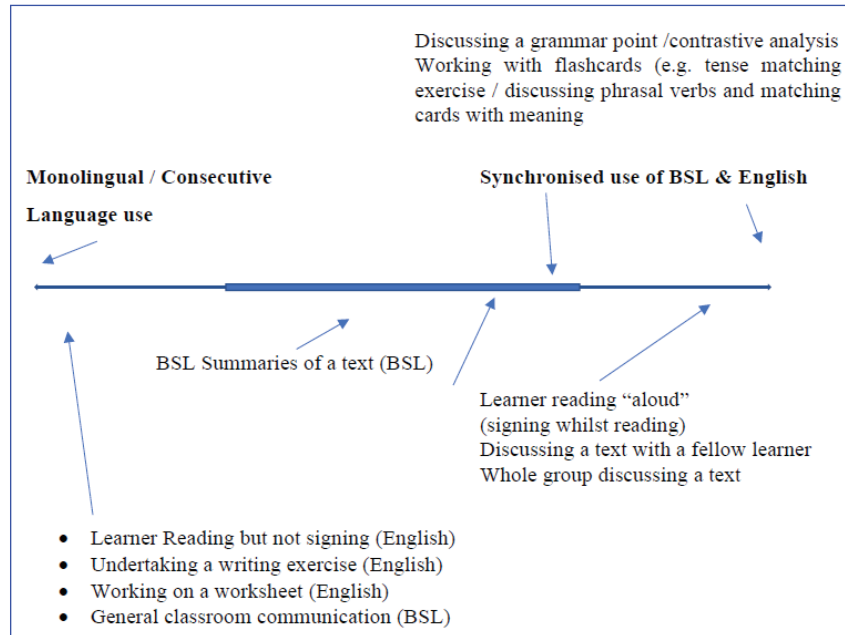 Discussing a grammar point /contrastive analysis
Working with flashcards (e.g. tense matching
exercise / discussing phrasal verbs and matching
cards with meaning
Monolingual / Consecutive
Language use
Synchronised use of BSL & English
BSL Summaries of a text (BSL)
Learner reading “aloud”
(signing whilst reading)
Discussing a text with a fellow learner
Whole group discussing a text
• Learner Reading but not signing (English)
• Undertaking a writing exercise (English)
• Working on a worksheet (English)
• General classroom communication (BSL)